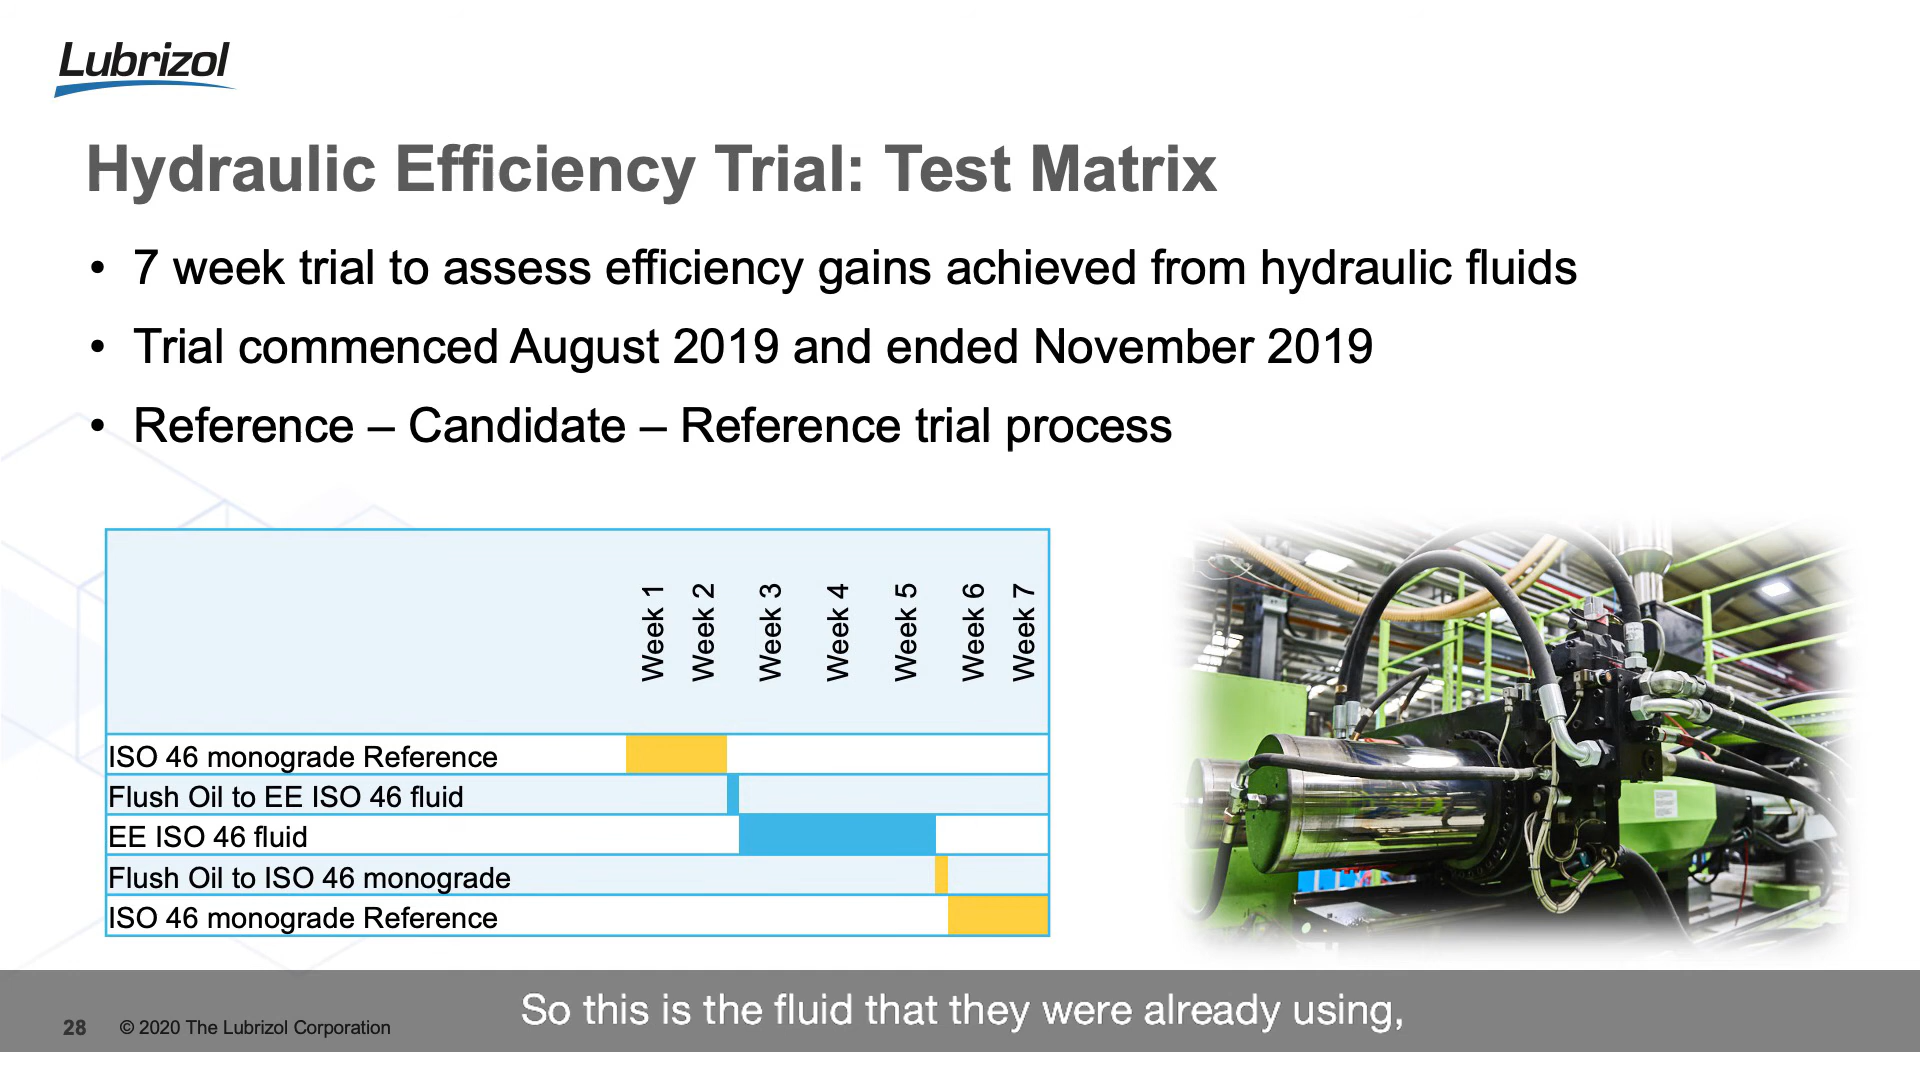 Lubrizol
Hydraulic Efficiency Trial: Test Matrix
• 7 week trial to assess efficiency gains achieved from hydraulic fluids
• Trial commenced August 2019 and ended November 2019
• Reference – Candidate – Reference trial process
Week 1
Week 2
Week 3
Week 4
Week 5
Week 6
Week 7
ISO 46 monograde Reference
Flush Oil to EE ISO 46 fluid
EE ISO 46 fluid
Flush Oil to ISO 46 monograde
ISO 46 monograde Reference
So this is the fluid that they were already using,
28 © 2020 The Lubrizol Corporation